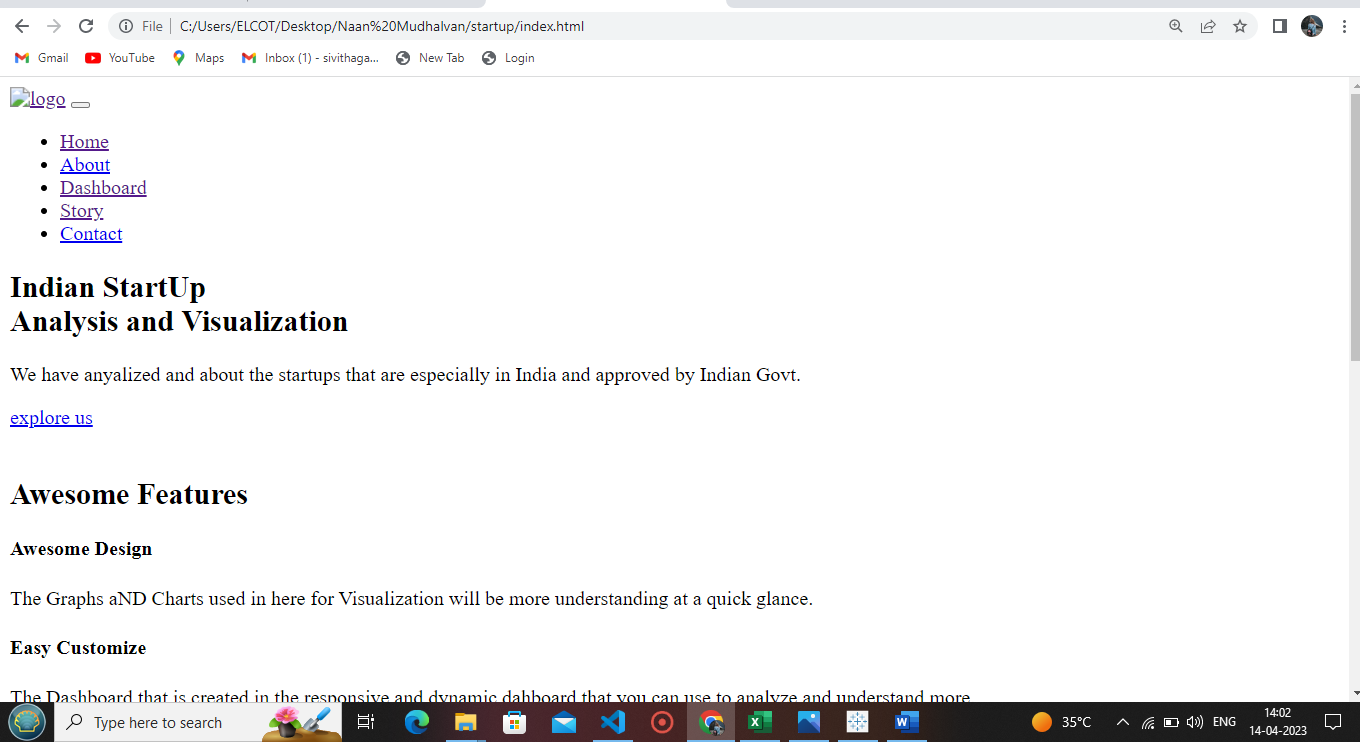 File
C:/Users/ELCOT/Desktop/Naan%20Mudhalvan/startup/index.html
Gmail
YouTube
Maps
Inbox (1) - sivithaga...
New Tab
Login
logo
Home
About
Dashboard
Story
Contact
Indian StartUp
Analysis and Visualization
We have anyalized and about the startups that are especially in India and approved by Indian Govt.
explore us
Awesome Features
Awesome Design
The Graphs aND Charts used in here for Visualization will be more understanding at a quick glance.
Easy Customize
The Dashboard that is created in the responsive and dynamic dahboard that you can use to analyze and understand more
Type here to search
35°C
ENG
14:02
14-04-2023